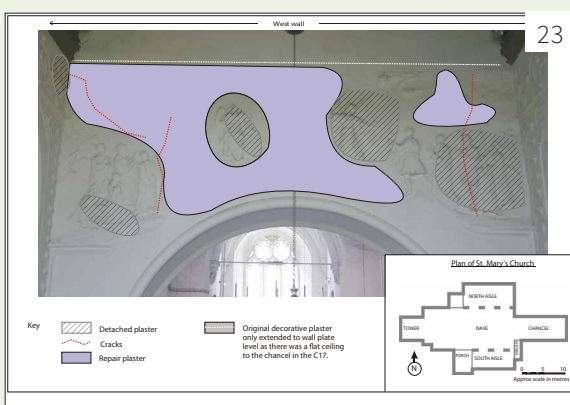 West wall
23
Key
Detached plaster
Cracks
Repair plaster
Original decorative plaster
only extended to wall plate
level as there was a flat ceiling
to the chancel in the C17.
Plan of St. Mary's Church
NORTH AISLE
TOWER
NAVE
CHANCEL
PORCH
SOUTH AISLE
N
0 5 10
Approx scale in metres